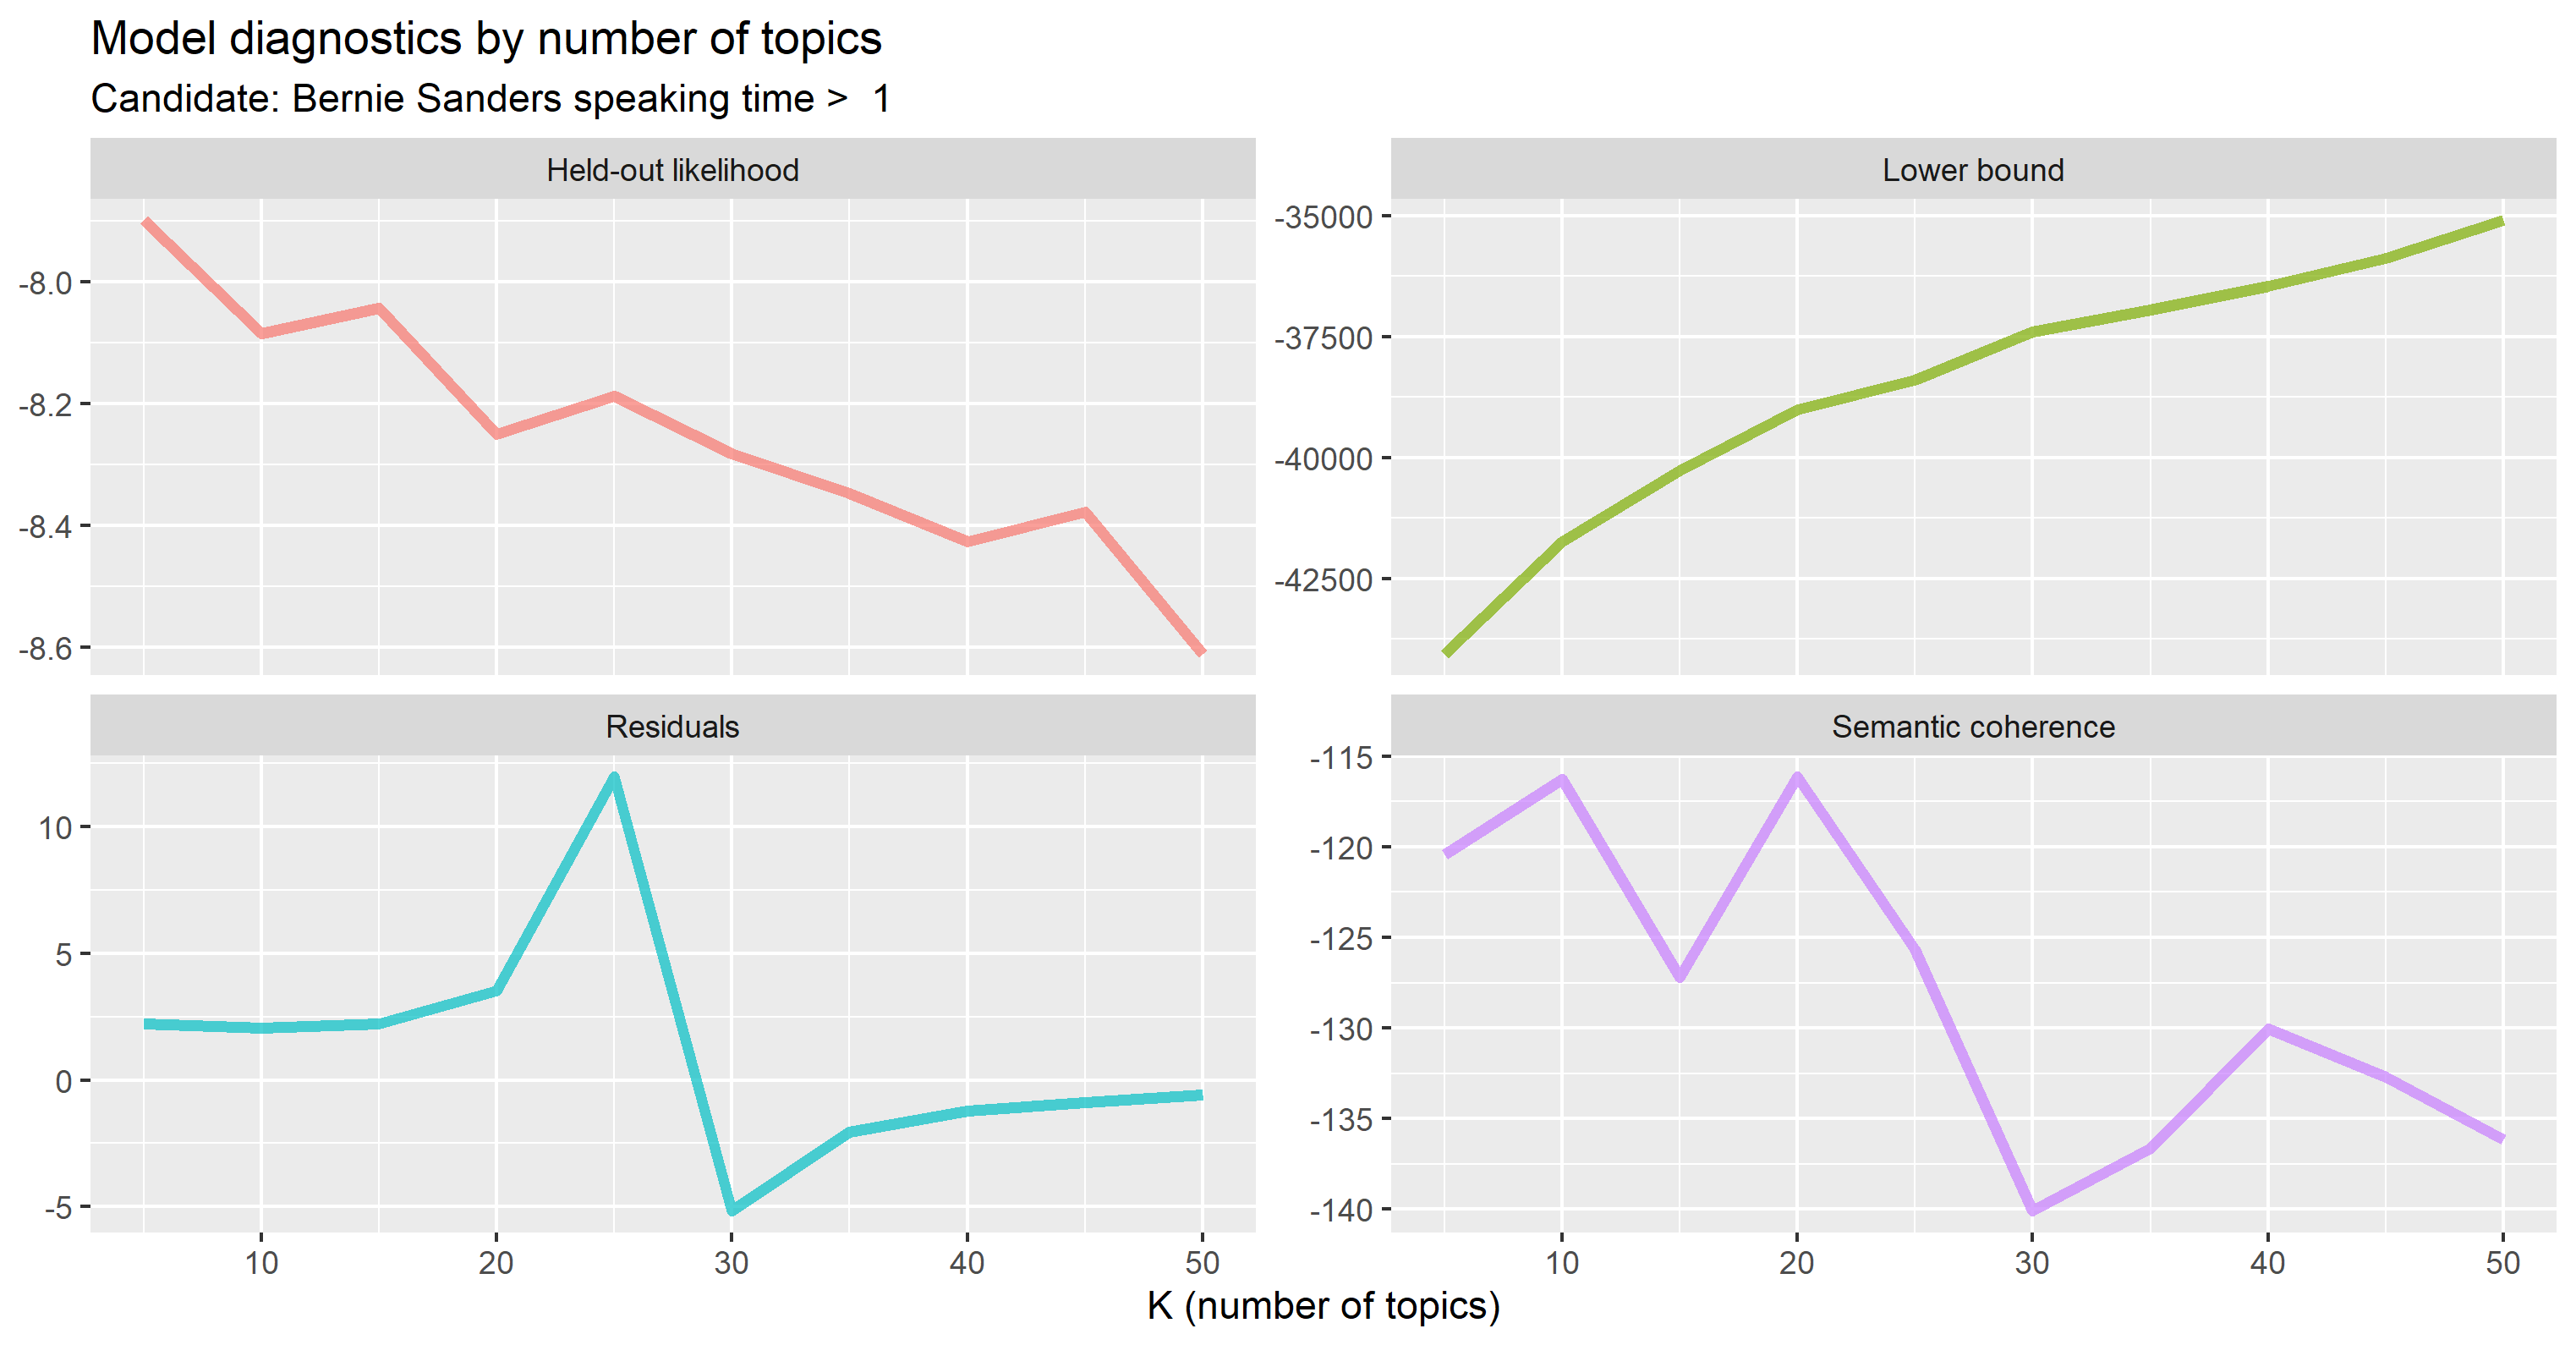 Model diagnostics by number of topics
Candidate: Bernie Sanders speaking time >  1
Held-out likelihood
-8.0
-8.2
-8.4
-8.6
Lower bound
-35000
-37500
-40000
-42500
Residuals
10
5
0
-5
10 20 30 40 50
Semantic coherence
-115
-120
-125
-130
-135
-140
10 20 30 40 50
K (number of topics)